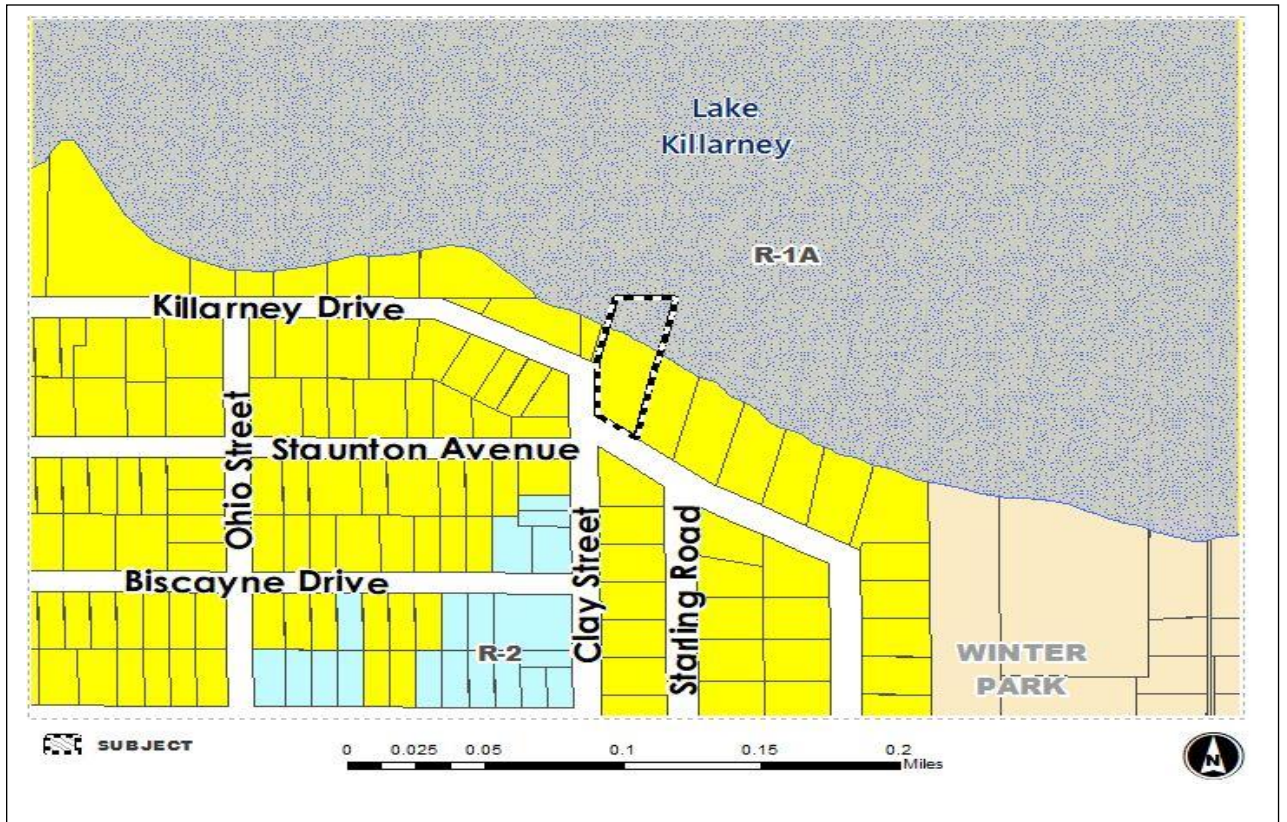 Lake
Killarney
R-1A
Killarney Drive
Ohio Street
Staunton Avenue
Clay Street
Starling Road
Biscayne Drive
R-2
WINTER
PARK
SUBJECT
0 0.025 0.05 0.1 0.15 0.2
Miles
N